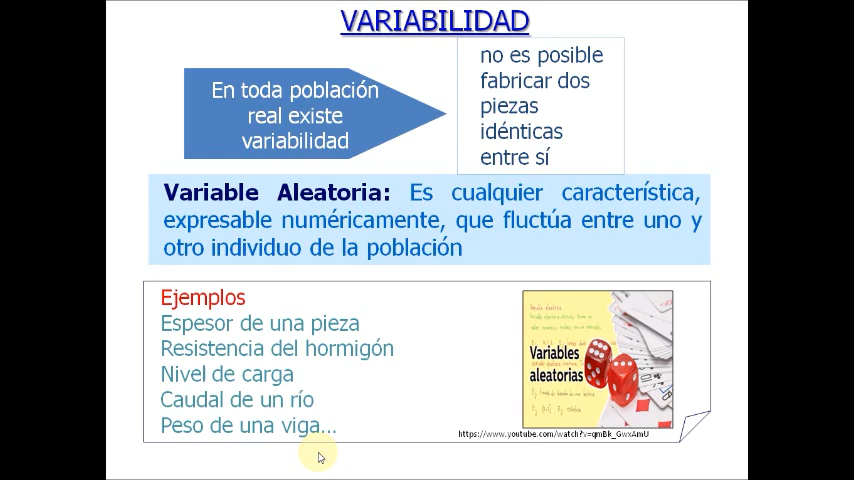 VARIABILIDAD
En toda población
real existe
variabilidad
no es posible
fabricar dos
piezas
idénticas
entre sí
Variable Aleatoria: Es cualquier característica,
expresable numéricamente, que fluctúa entre uno y
otro individuo de la población
Ejemplos
Espesor de una pieza
Resistencia del hormigón
Nivel de carga
Caudal de un río
Peso de una viga...
Variables
aleatorias
https://www.youtube.com/watch?v=qmBk_GwxAmU